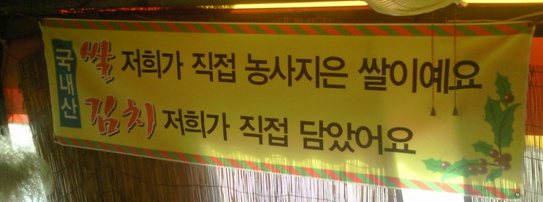 국내산
쌀 저희가 직접 농사지은 쌀이예요
김치 저희가 직접 담았어요